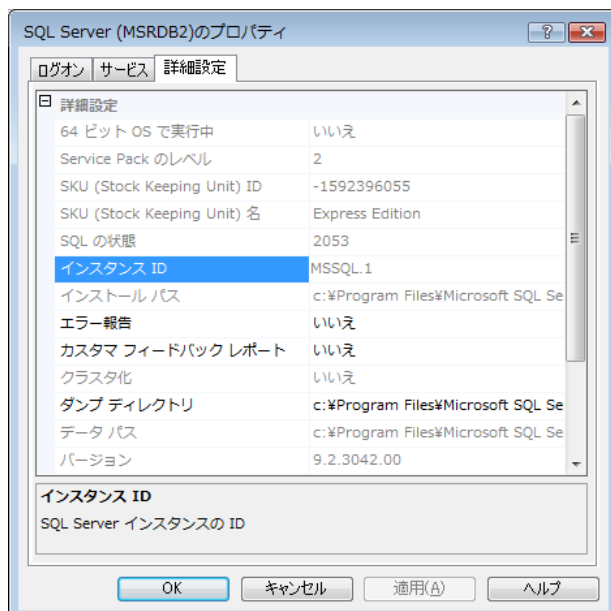 SQL Server (MSRDB2)のプロパティ
ログオン サービス 詳細設定
詳細設定
64 ビット OS で実行中 いいえ
Service Pack のレベル 2
SKU (Stock Keeping Unit) ID -1592396055
SKU (Stock Keeping Unit) 名 Express Edition
SQL の状態 2053
インスタンス ID MSSQL.1
インストール パス c:¥Program Files¥Microsoft SQL Se
エラー報告 いいえ
カスタマ フィードバック レポート いいえ
クラスタ化 いいえ
ダンプ ディレクトリ c:¥Program Files¥Microsoft SQL Se
データ パス c:¥Program Files¥Microsoft SQL Se
バージョン 9.2.3042.00
インスタンス ID
SQL Server インスタンスの ID
OK キャンセル 適用(A) ヘルプ